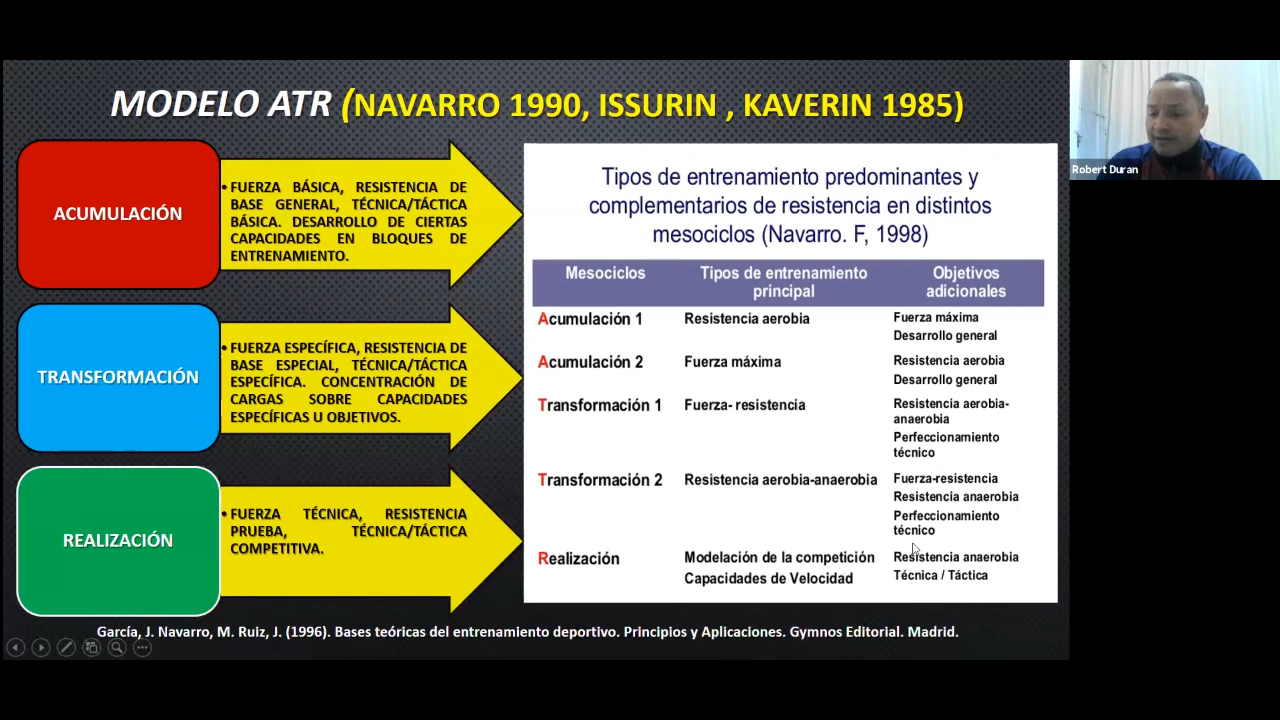 MODELO ATR (NAVARRO 1990, ISSURIN , KAVERIN 1985)
ACUMULACIÓN
• FUERZA BÁSICA, RESISTENCIA DE
BASE GENERAL, TÉCNICA/TÁCTICA
BÁSICA. DESARROLLO DE CIERTAS
CAPACIDADES EN BLOQUES DE
ENTRENAMIENTO.
TRANSFORMACIÓN
• FUERZA ESPECÍFICA, RESISTENCIA DE
BASE ESPECIAL, TÉCNICA/TÁCTICA
ESPECÍFICA. CONCENTRACIÓN DE
CARGAS SOBRE CAPACIDADES
ESPECÍFICAS U OBJETIVOS.
REALIZACIÓN
• FUERZA TÉCNICA, RESISTENCIA
PRUEBA, TÉCNICA/TÁCTICA
COMPETITIVA.
Tipos de entrenamiento predominantes y
complementarios de resistencia en distintos
mesociclos (Navarro. F, 1998)
Mesociclos Tipos de entrenamiento Objetivos
principal adicionales
Acumulación 1 Resistencia aerobia Fuerza máxima
Desarrollo general
Acumulación 2 Fuerza máxima Resistencia aerobia
Desarrollo general
Transformación 1 Fuerza- resistencia Resistencia aerobia-
anaerobia
Perfeccionamiento
técnico
Transformación 2 Resistencia aerobia-anaerobia Fuerza-resistencia
Resistencia anaerobia
Perfeccionamiento
técnico
Realización Modelación de la competición Resistencia anaerobia
Capacidades de Velocidad Técnica / Táctica
García, J. Navarro, M. Ruiz, J. (1996). Bases teóricas del entrenamiento deportivo. Principios y Aplicaciones. Gymnos Editorial. Madrid.
Robert Duran